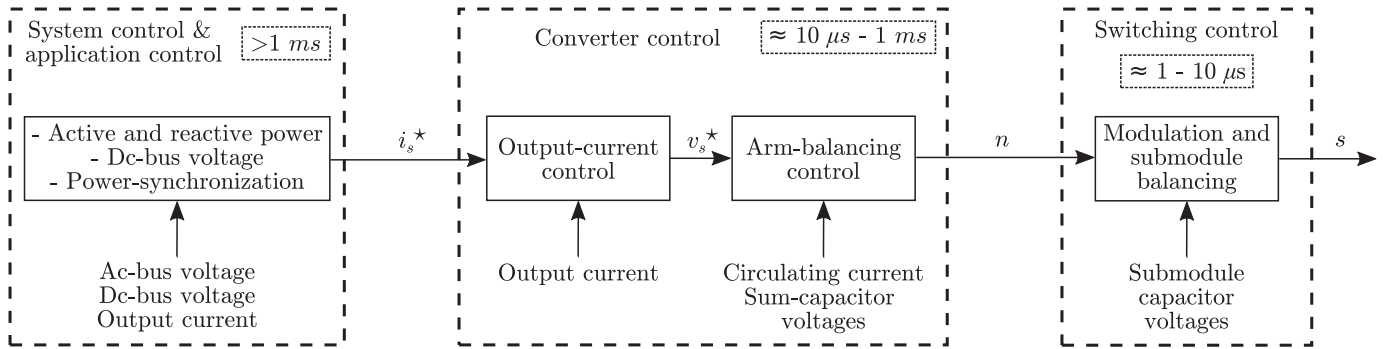 System control &
application control
>1 ms
- Active and reactive power
- Dc-bus voltage
- Power-synchronization
Ac-bus voltage
Dc-bus voltage
Output current
i_s^⋆
Converter control
≈ 10 μs - 1 ms
Output-current
control
Output current
v_s^⋆
Arm-balancing
control
Circulating current
Sum-capacitor
voltages
n
Switching control
≈ 1 - 10 μs
Modulation and
submodule
balancing
Submodule
capacitor
voltages
s